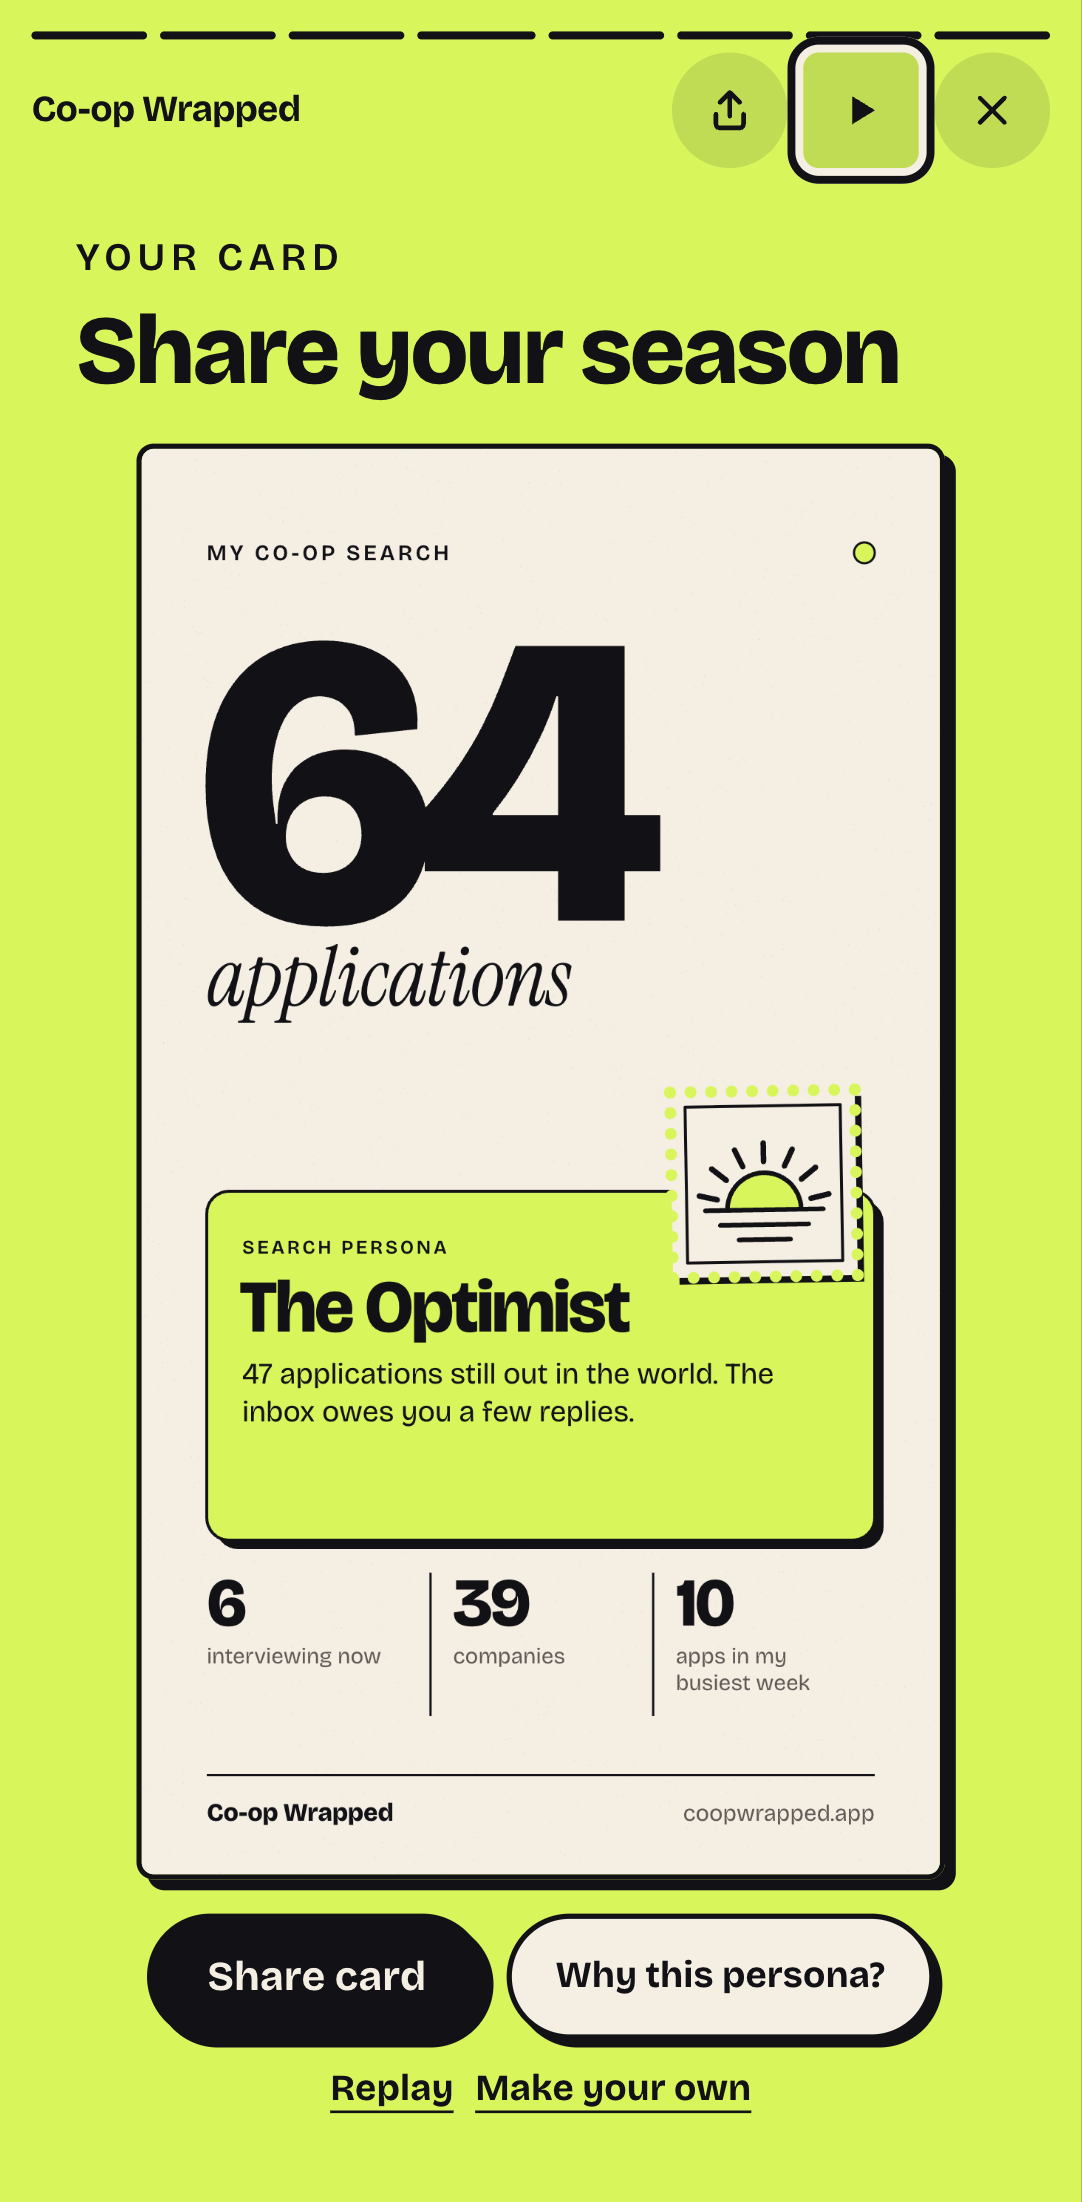 Co-op Wrapped
YOUR CARD
Share your season
MY CO-OP SEARCH
64
applications
SEARCH PERSONA
The Optimist
47 applications still out in the world. The
inbox owes you a few replies.
6
interviewing now
39
companies
10
apps in my
busiest week
Co-op Wrapped
coopwrapped.app
Share card
Why this persona?
Replay
Make your own